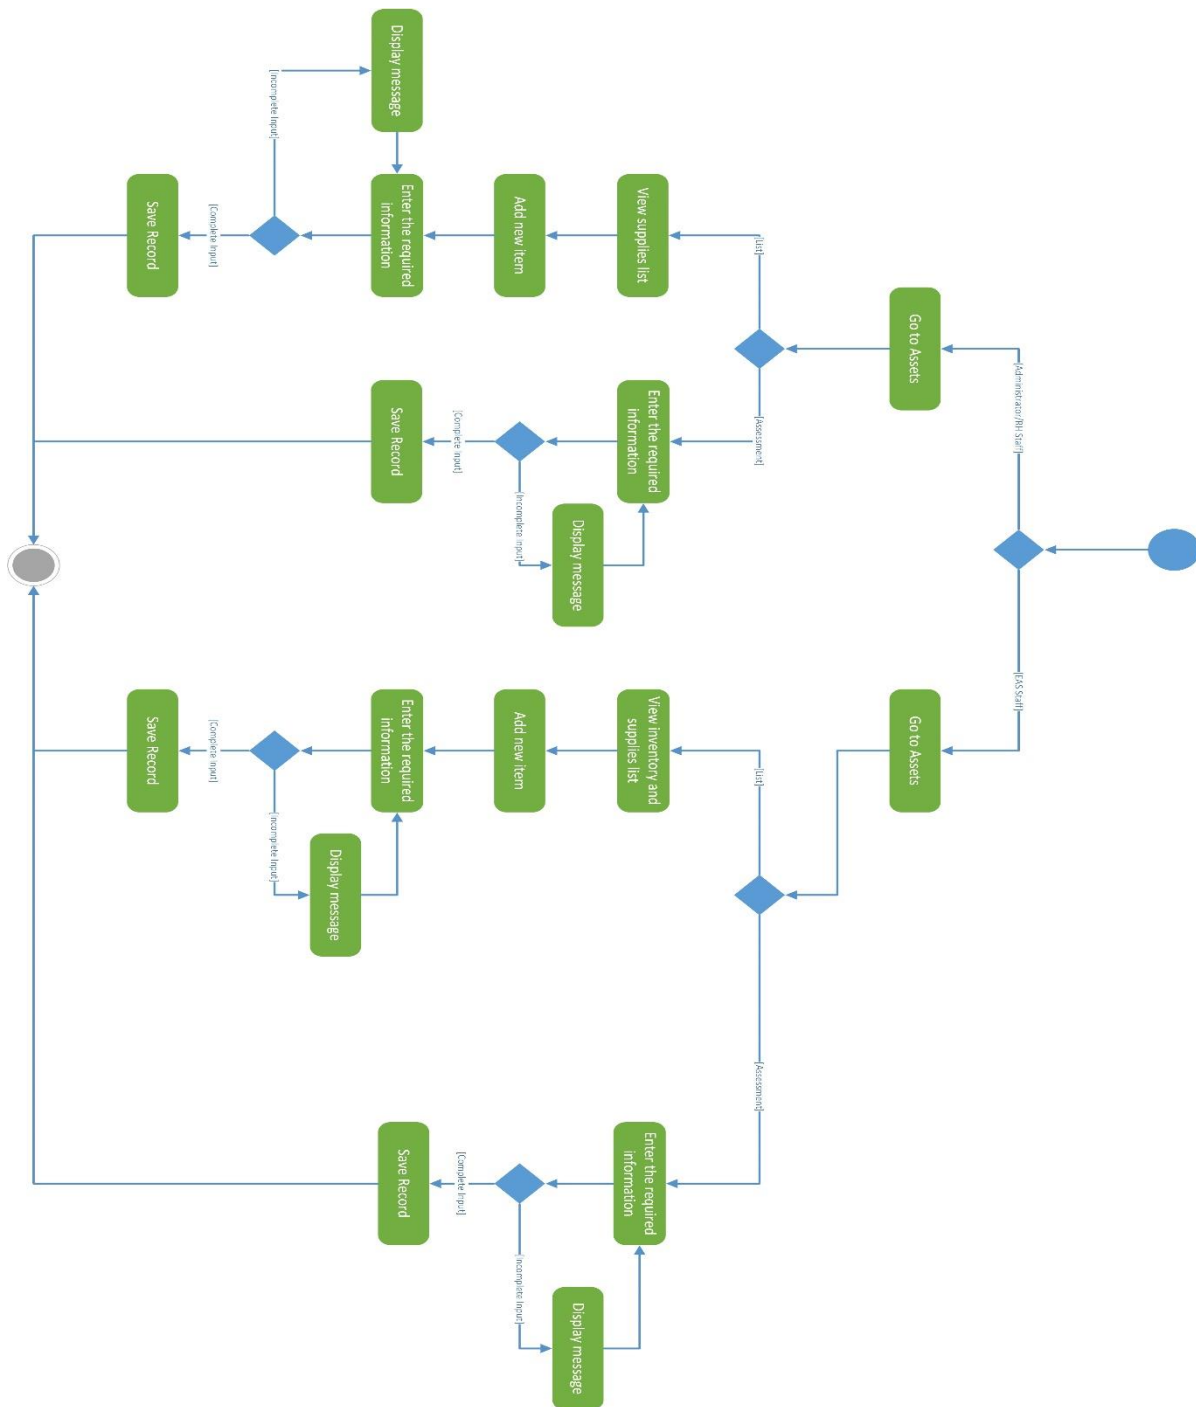 [Administrator/RH Staff]
[EAS Staff]
Go to Assets
Go to Assets
[List]
[Assessment]
[List]
[Assessment]
View supplies list
Enter the required
information
View inventory and
supplies list
Enter the required
information
Display message
Display message
Add new item
[Incomplete Input]
Add new item
[Incomplete Input]
[Complete Input]
[Complete Input]
Display message
Enter the required
information
Save Record
Enter the required
information
Save Record
Display message
[Incomplete Input]
[Incomplete Input]
[Complete Input]
[Complete Input]
Save Record
Save Record